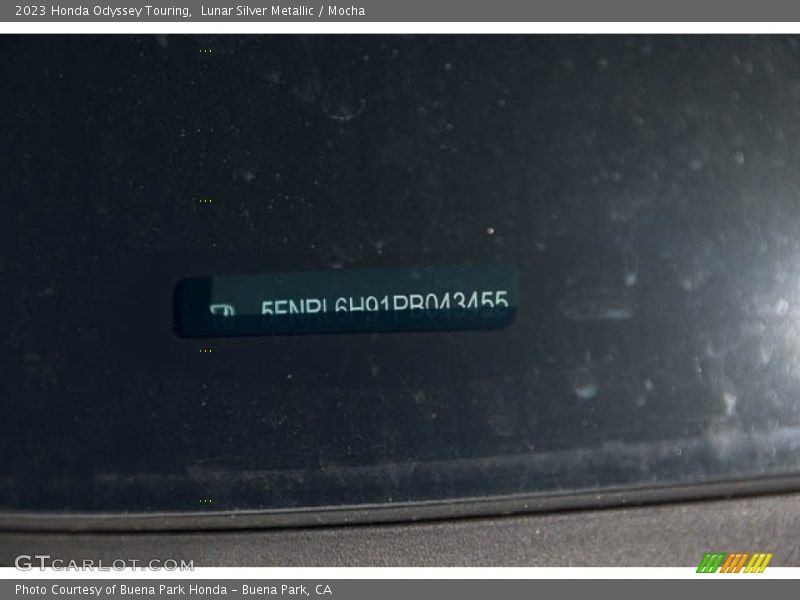 2023 Honda Odyssey Touring,  Lunar Silver Metallic / Mocha
5FNRL6H91PB043455
GTCARLOT.COM
Photo Courtesy of Buena Park Honda – Buena Park, CA